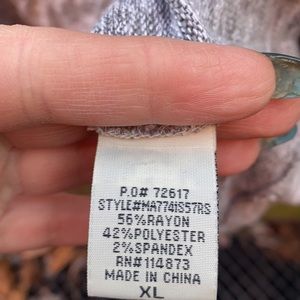 P.O# 72617
STYLE#MA774IS57RS
56%RAYON
42%POLYESTER
2%SPANDEX
RN#114873
MADE IN CHINA
XL